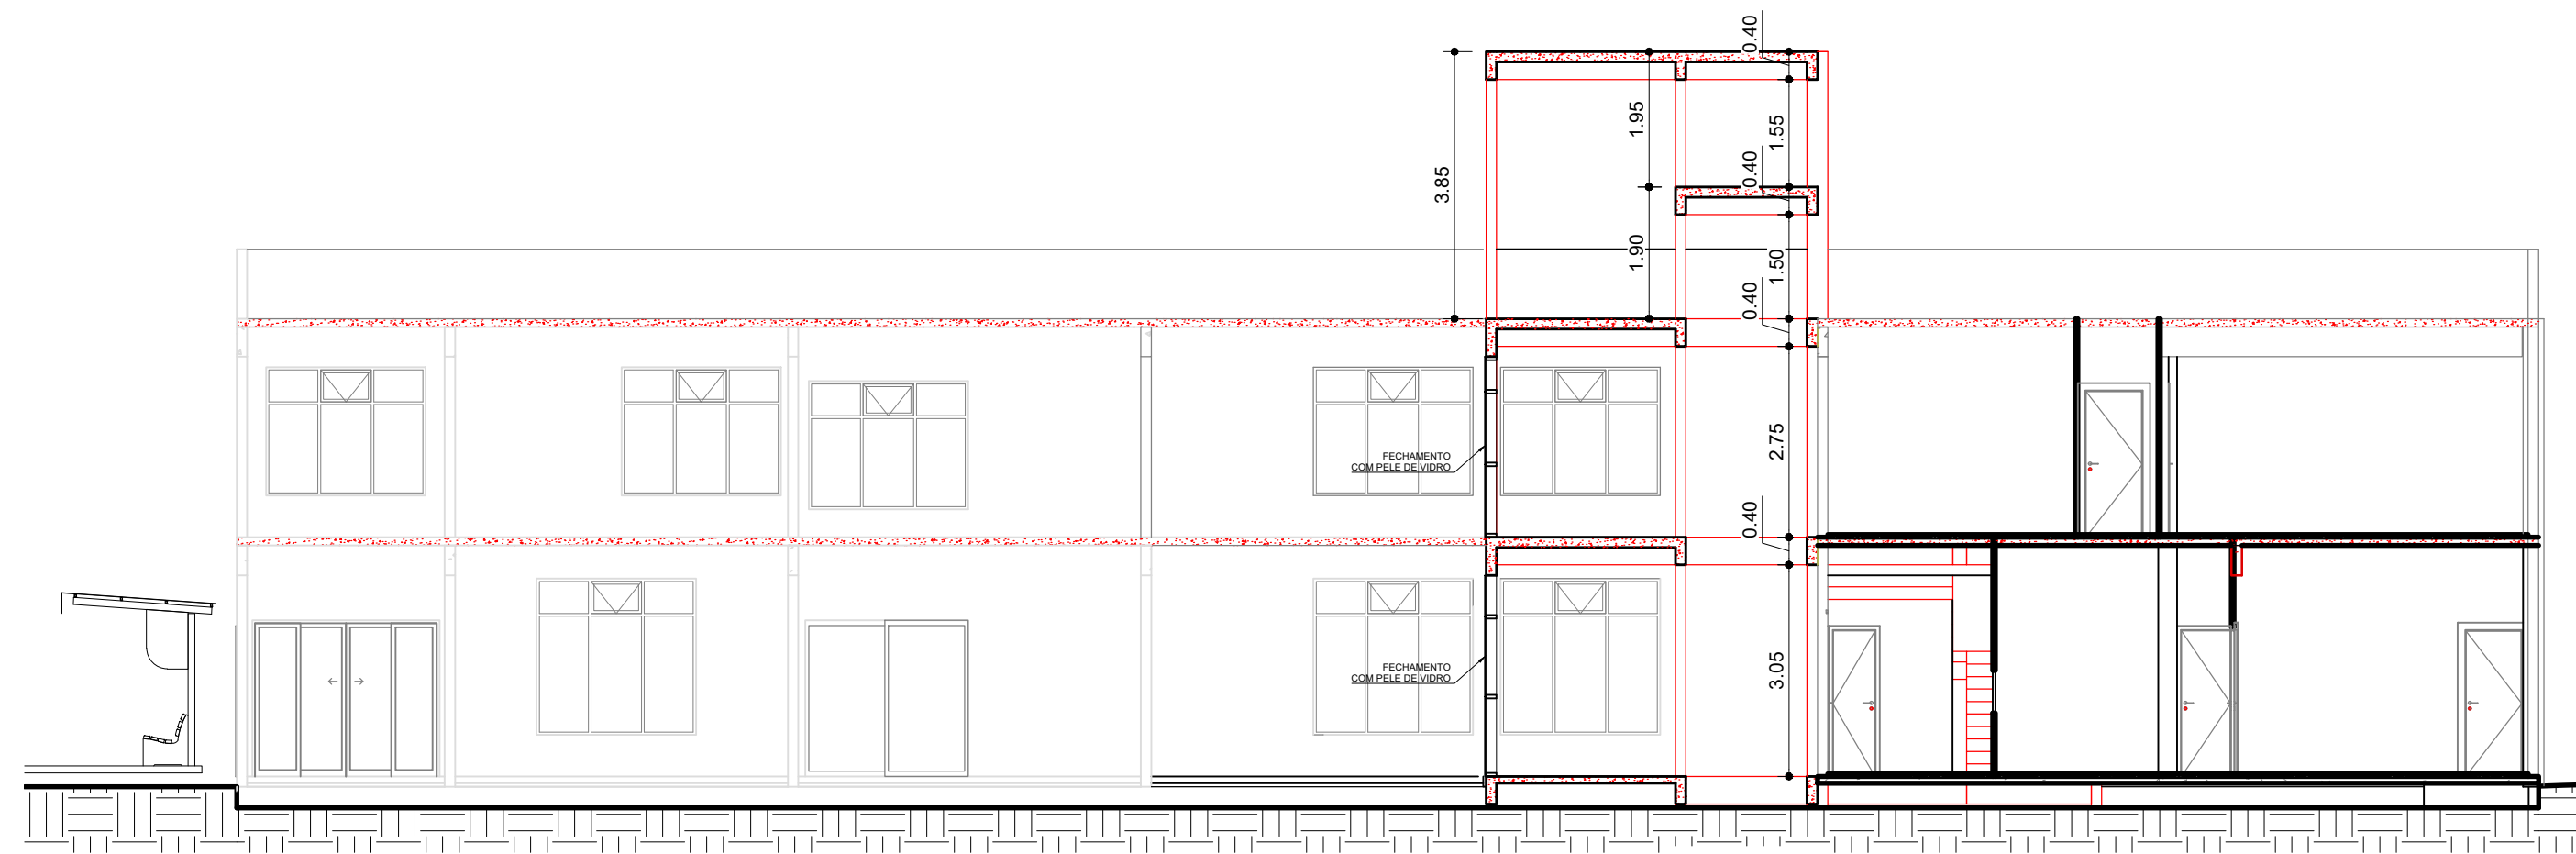 0.40
1.95
1.55
3.85
0.40
1.90
1.50
0.40
2.75
FECHAMENTO
COM PELE DE VIDRO
0.40
FECHAMENTO
COM PELE DE VIDRO
3.05